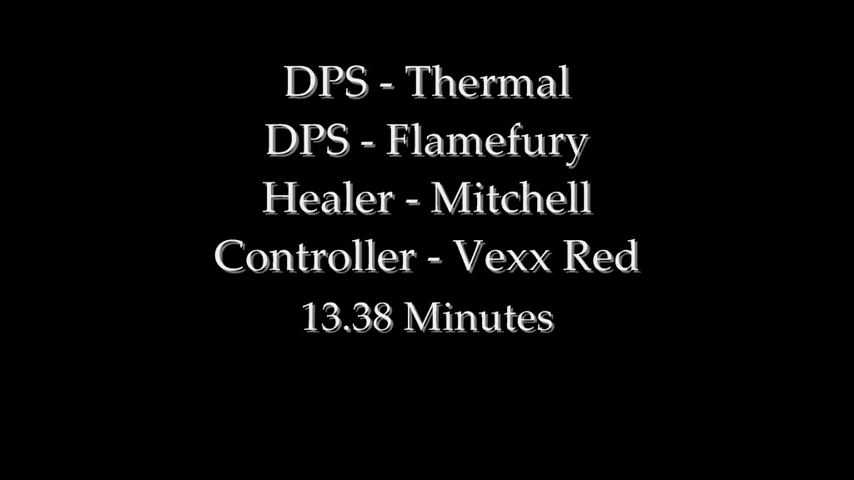 DPS - Thermal
DPS - Flamefury
Healer - Mitchell
Controller - Vexx Red
13.38 Minutes